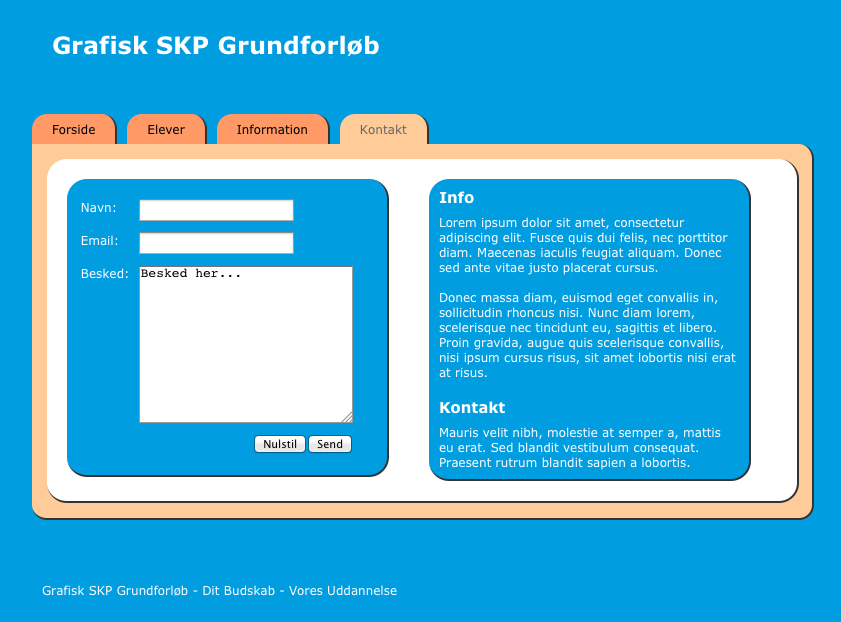 Grafisk SKP Grundforløb
Forside
Elever
Information
Kontakt
Navn:
Email:
Besked:
Besked her...
Nulstil
Send
Info
Lorem ipsum dolor sit amet, consectetur
adipiscing elit. Fusce quis dui felis, nec porttitor
diam. Maecenas iaculis feugiat aliquam. Donec
sed ante vitae justo placerat cursus.
Donec massa diam, euismod eget convallis in,
sollicitudin rhoncus nisi. Nunc diam lorem,
scelerisque nec tincidunt eu, sagittis et libero.
Proin gravida, augue quis scelerisque convallis,
nisi ipsum cursus risus, sit amet lobortis nisi erat
at risus.
Kontakt
Mauris velit nibh, molestie at semper a, mattis
eu erat. Sed blandit vestibulum consequat.
Praesent rutrum blandit sapien a lobortis.
Grafisk SKP Grundforløb - Dit Budskab - Vores Uddannelse